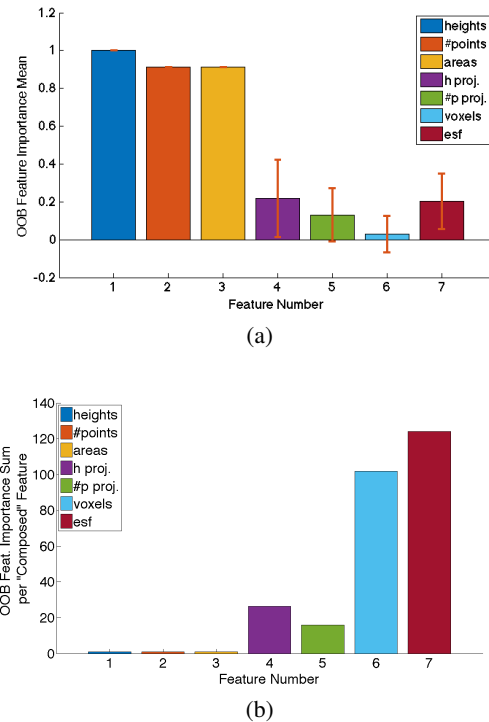 1.2
1
0.8
0.6
0.4
0.2
0
-0.2
OOB Feature Importance Mean
heights
#points
areas
h proj.
#p proj.
voxels
esf
1 2 3 4 5 6 7
Feature Number
(a)
140
120
100
80
60
40
20
0
OOB Feat. Importance Sum
per "Composed" Feature
heights
#points
areas
h proj.
#p proj.
voxels
esf
1 2 3 4 5 6 7
Feature Number
(b)